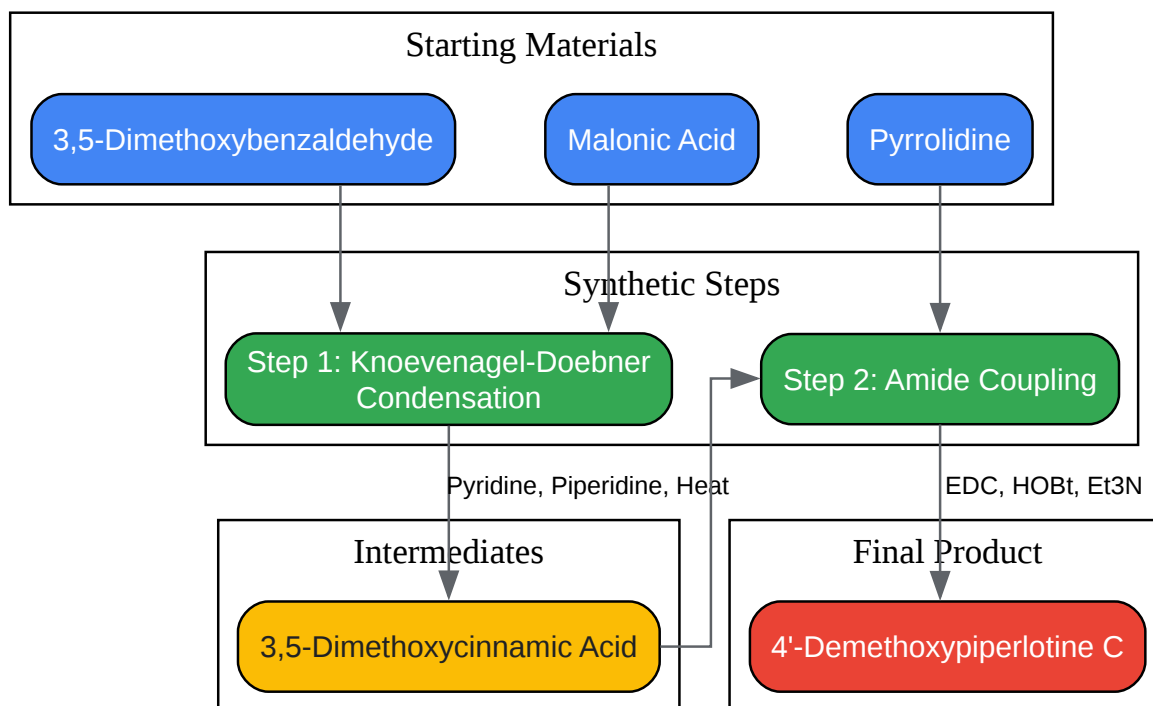 Starting Materials
3,5-Dimethoxybenzaldehyde
Malonic Acid
Pyrrolidine
Synthetic Steps
Step 1: Knoevenagel-Doebner
Condensation
Step 2: Amide Coupling
Pyridine, Piperidine, Heat
EDC, HOBt, Et3N
Intermediates
Final Product
3,5-Dimethoxycinnamic Acid
4'-Demethoxypiperlotine C